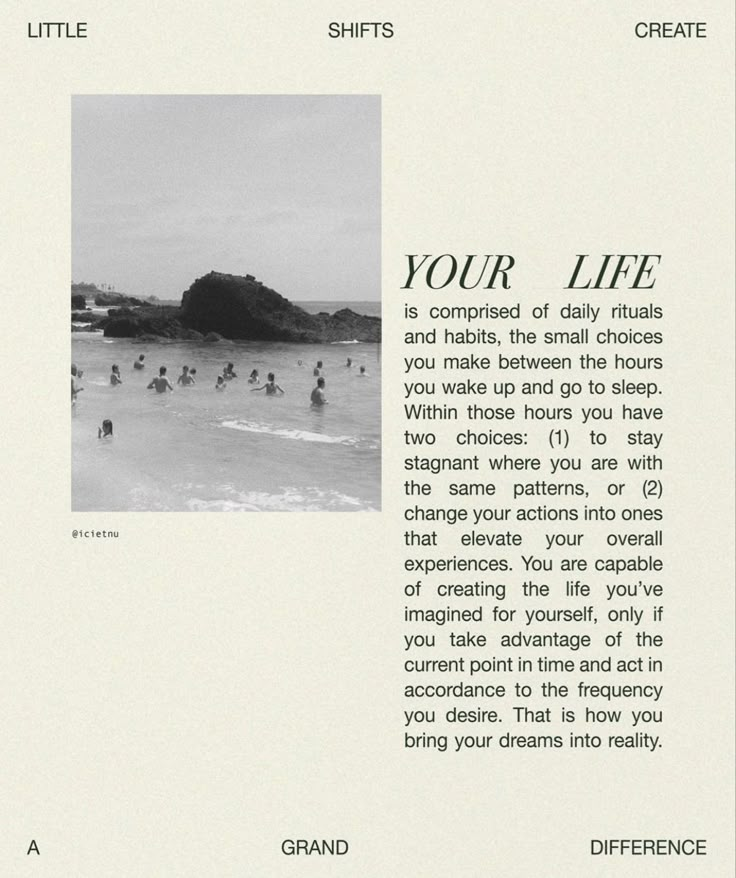 LITTLE SHIFTS CREATE
@icietnu
YOUR LIFE
is comprised of daily rituals
and habits, the small choices
you make between the hours
you wake up and go to sleep.
Within those hours you have
two choices: (1) to stay
stagnant where you are with
the same patterns, or (2)
change your actions into ones
that elevate your overall
experiences. You are capable
of creating the life you’ve
imagined for yourself, only if
you take advantage of the
current point in time and act in
accordance to the frequency
you desire. That is how you
bring your dreams into reality.
A GRAND DIFFERENCE